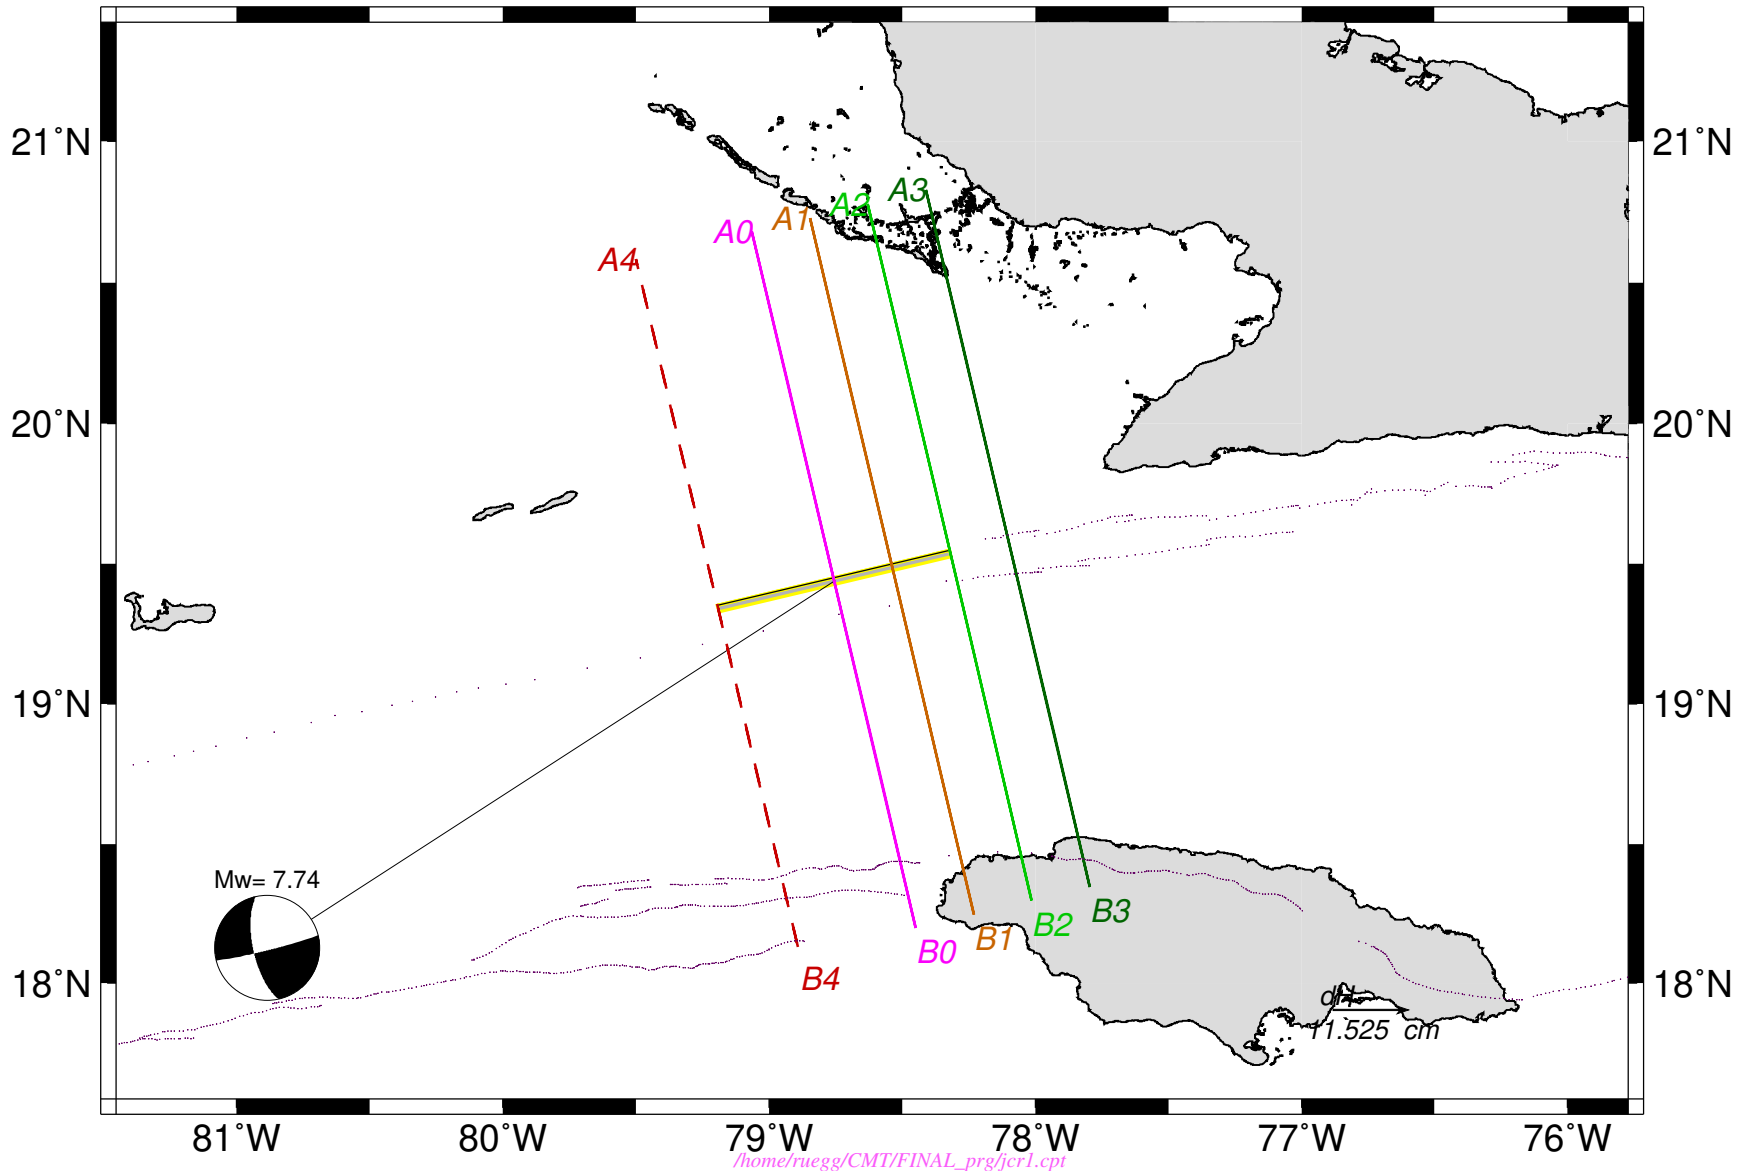 21°N
21°N
A3
A2
A1
A0
A4
20°N
20°N
19°N
19°N
Mw= 7.74
B3
B2
B1
B0
B4
18°N
18°N
dH
11.525 cm
81°W
80°W
79°W
78°W
77°W
76°W
/home/ruegg/CMT/FINAL_prg/jcr1.cpt